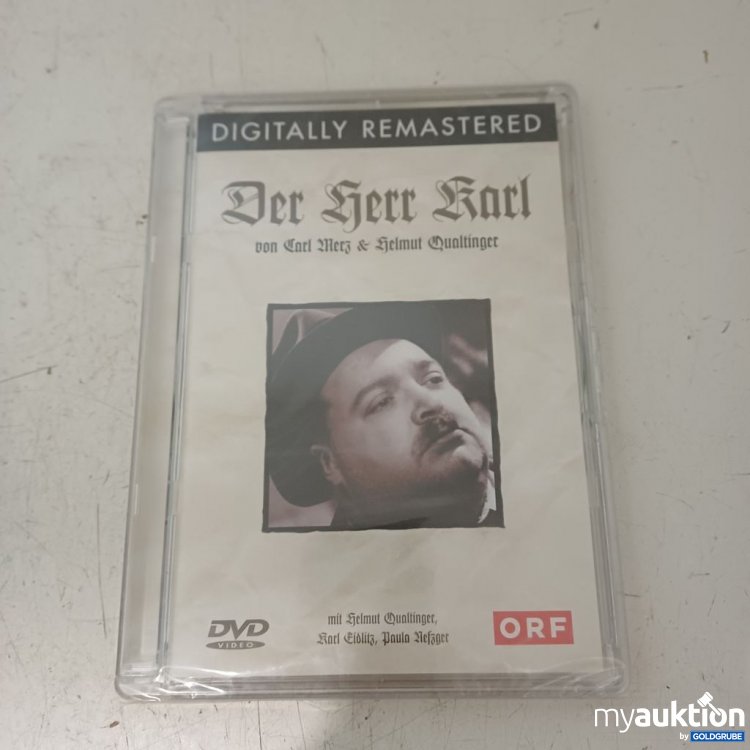 DIGITALLY REMASTERED
Der Herr Karl
von Carl Merz & Helmut Qualtinger
mit Helmut Qualtinger,
Karl Eidlitz, Paula Nefzger
DVD
VIDEO
ORF
myauktion
by GOLDGRUBE